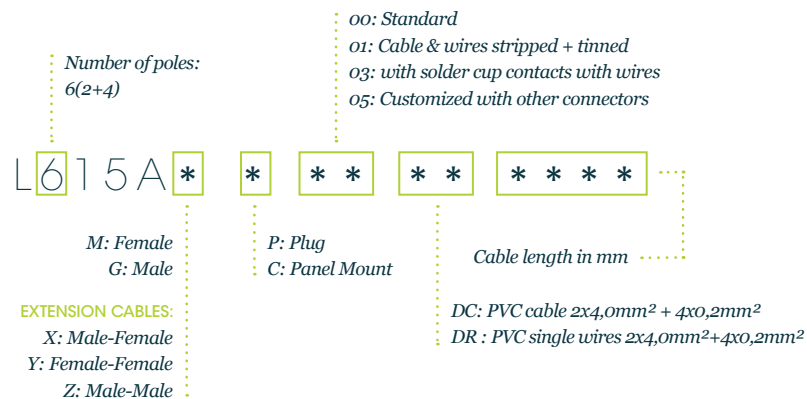 00: Standard
01: Cable & wires stripped + tinned
03: with solder cup contacts with wires
05: Customized with other connectors
Number of poles:
6(2+4)
L615A* * ** ** ****
M: Female
G: Male
EXTENSION CABLES:
X: Male-Female
Y: Female-Female
Z: Male-Male
P: Plug
C: Panel Mount
Cable length in mm
DC: PVC cable 2x4,0mm² + 4x0,2mm²
DR : PVC single wires 2x4,0mm²+4x0,2mm²